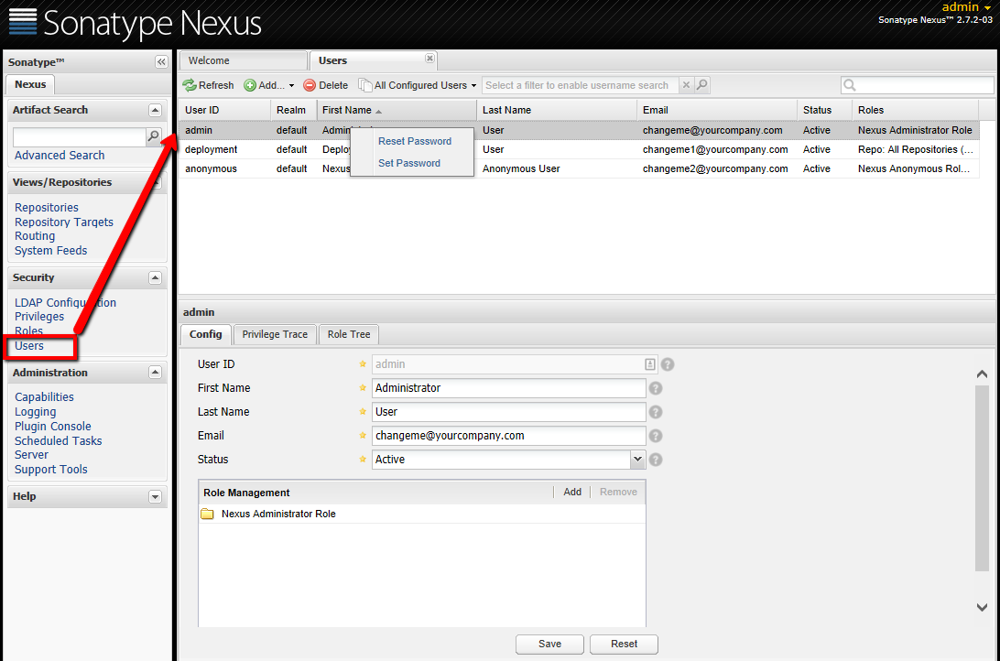 Sonatype Nexus
admin
Sonatype Nexus™ 2.7.2-03
Sonatype™
Nexus
Artifact Search
Advanced Search
Views/Repositories
Repositories
Repository Targets
Routing
System Feeds
Security
LDAP Configuration
Privileges
Roles
Users
Administration
Capabilities
Logging
Plugin Console
Scheduled Tasks
Server
Support Tools
Help
Welcome Users
Refresh Add... Delete All Configured Users Select a filter to enable username search
User ID Realm First Name Last Name Email Status Roles
admin default User changeme@yourcompany.com Active Nexus Administrator Role
deployment default User changeme1@yourcompany.com Active Repo: All Repositories (...
anonymous default Nexus Anonymous User changeme2@yourcompany.com Active Nexus Anonymous Rol...
Reset Password
Set Password
admin
Config Privilege Trace Role Tree
User ID admin
First Name Administrator
Last Name User
Email changeme@yourcompany.com
Status Active
Role Management Add Remove
Nexus Administrator Role
Save Reset